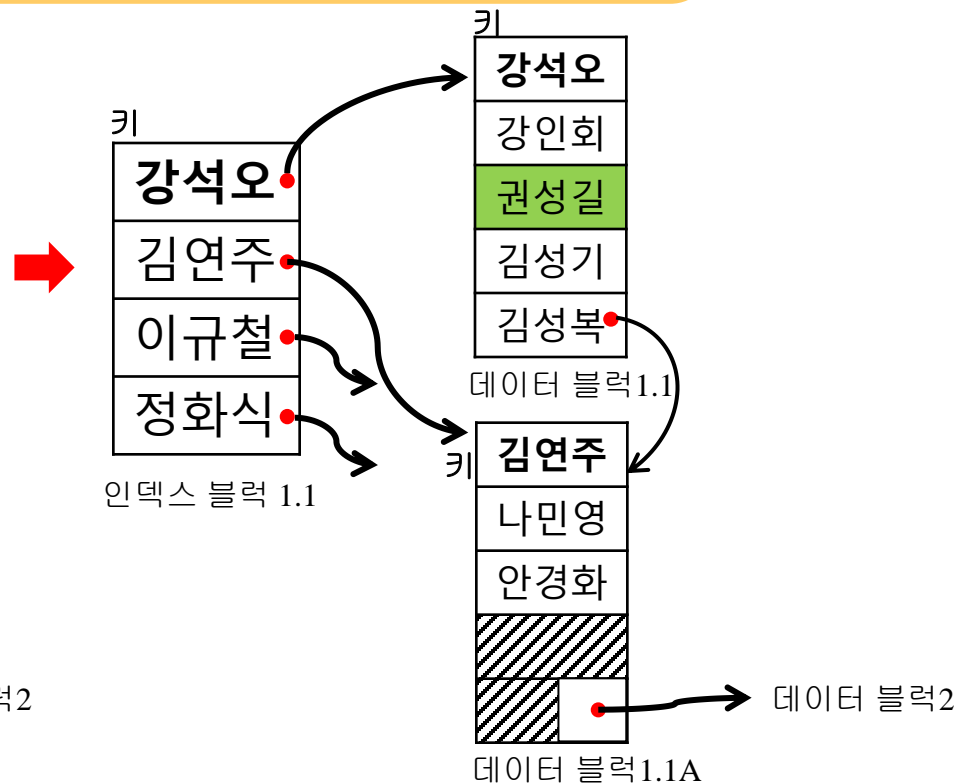 키
강석오
김연주
이규철
정화식
인덱스 블럭 1.1
키
강석오
강인회
권성길
김성기
김성복
데이터 블럭1.1
키
김연주
나민영
안경화
데이터 블럭1.1A
데이터 블럭2
럭2